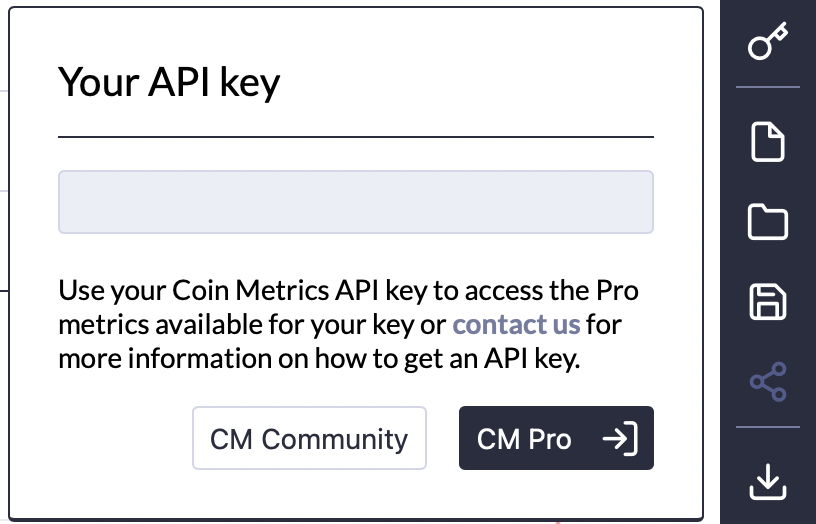 Your API key
Use your Coin Metrics API key to access the Pro
metrics available for your key or contact us for
more information on how to get an API key.
CM Community
CM Pro